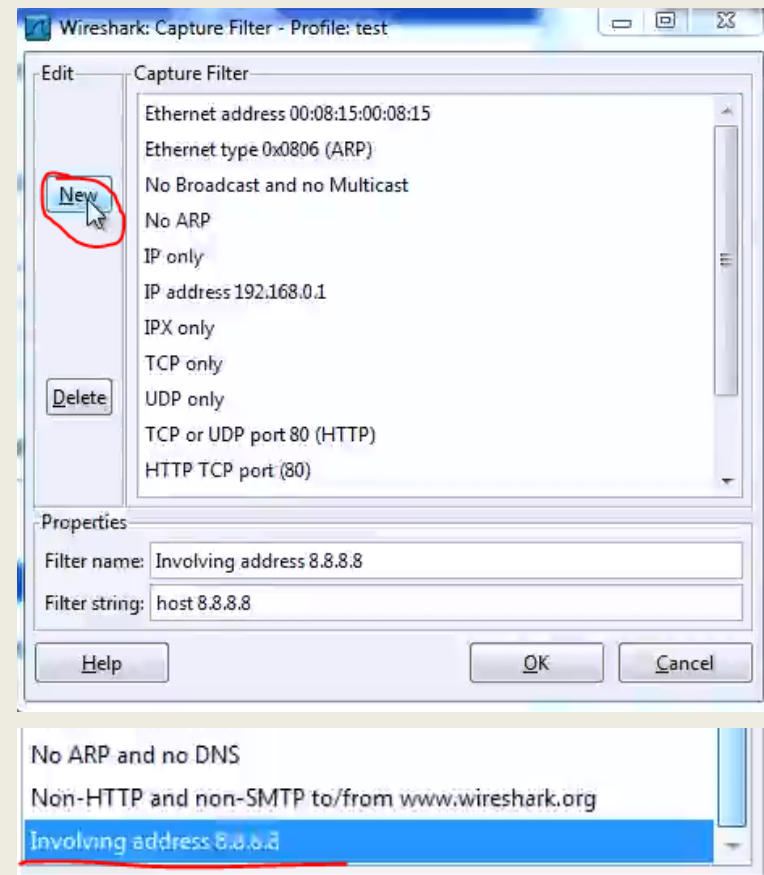 Wireshark: Capture Filter - Profile: test
Edit
Capture Filter
Ethernet address 00:08:15:00:08:15
Ethernet type 0x0806 (ARP)
New
No Broadcast and no Multicast
No ARP
IP only
IP address 192.168.0.1
IPX only
TCP only
Delete
UDP only
TCP or UDP port 80 (HTTP)
HTTP TCP port (80)
Properties
Filter name: Involving address 8.8.8.8
Filter string: host 8.8.8.8
Help
OK
Cancel
No ARP and no DNS
Non-HTTP and non-SMTP to/from www.wireshark.org
Involving address 8.8.8.8